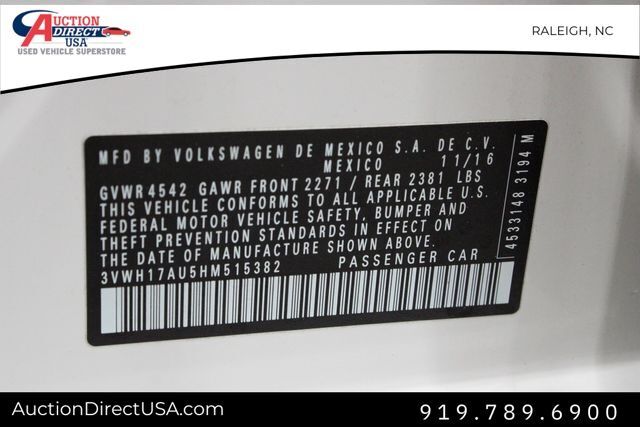 AUCTION
DIRECT
USA
USED VEHICLE SUPERSTORE
RALEIGH, NC
MFD BY VOLKSWAGEN DE MEXICO S.A. DE C.V.
MEXICO 11/16
GVWR 4542 GAWR FRONT 2271 / REAR 2381 LBS
THIS VEHICLE CONFORMS TO ALL APPLICABLE U.S.
FEDERAL MOTOR VEHICLE SAFETY, BUMPER AND
THEFT PREVENTION STANDARDS IN EFFECT ON
THE DATE OF MANUFACTURE SHOWN ABOVE.
3VWH17AU5HM515382 PASSENGER CAR
4533148 3194 M
AuctionDirectUSA.com
919.789.6900